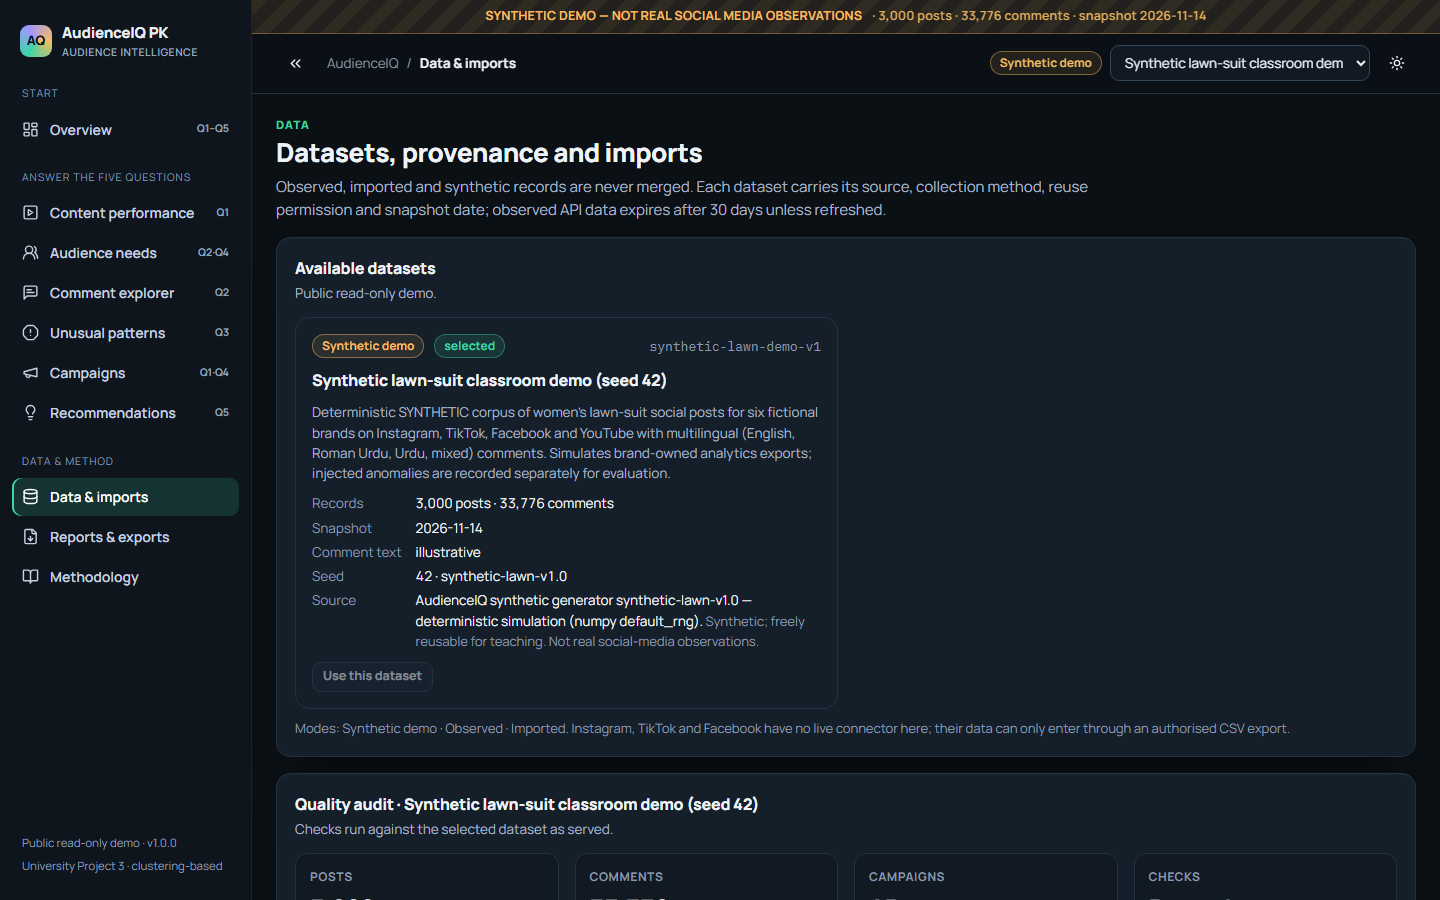 AQ
AudienceIQ PK
AUDIENCE INTELLIGENCE
START
Overview Q1–Q5
ANSWER THE FIVE QUESTIONS
Content performance Q1
Audience needs Q2·Q4
Comment explorer Q2
Unusual patterns Q3
Campaigns Q1·Q4
Recommendations Q5
DATA & METHOD
Data & imports
Reports & exports
Methodology
Public read-only demo · v1.0.0
University Project 3 · clustering-based
SYNTHETIC DEMO — NOT REAL SOCIAL MEDIA OBSERVATIONS · 3,000 posts · 33,776 comments · snapshot 2026-11-14
« AudienceIQ / Data & imports
Synthetic demo
Synthetic lawn-suit classroom dem
DATA
Datasets, provenance and imports
Observed, imported and synthetic records are never merged. Each dataset carries its source, collection method, reuse
permission and snapshot date; observed API data expires after 30 days unless refreshed.
Available datasets
Public read-only demo.
Synthetic demo selected synthetic-lawn-demo-v1
Synthetic lawn-suit classroom demo (seed 42)
Deterministic SYNTHETIC corpus of women's lawn-suit social posts for six fictional
brands on Instagram, TikTok, Facebook and YouTube with multilingual (English,
Roman Urdu, Urdu, mixed) comments. Simulates brand-owned analytics exports;
injected anomalies are recorded separately for evaluation.
Records 3,000 posts · 33,776 comments
Snapshot 2026-11-14
Comment text illustrative
Seed 42 · synthetic-lawn-v1.0
Source AudienceIQ synthetic generator synthetic-lawn-v1.0 —
deterministic simulation (numpy default_rng). Synthetic; freely
reusable for teaching. Not real social-media observations.
Use this dataset
Modes: Synthetic demo · Observed · Imported. Instagram, TikTok and Facebook have no live connector here; their data can only enter through an authorised CSV export.
Quality audit · Synthetic lawn-suit classroom demo (seed 42)
Checks run against the selected dataset as served.
POSTS
COMMENTS
CAMPAIGNS
CHECKS